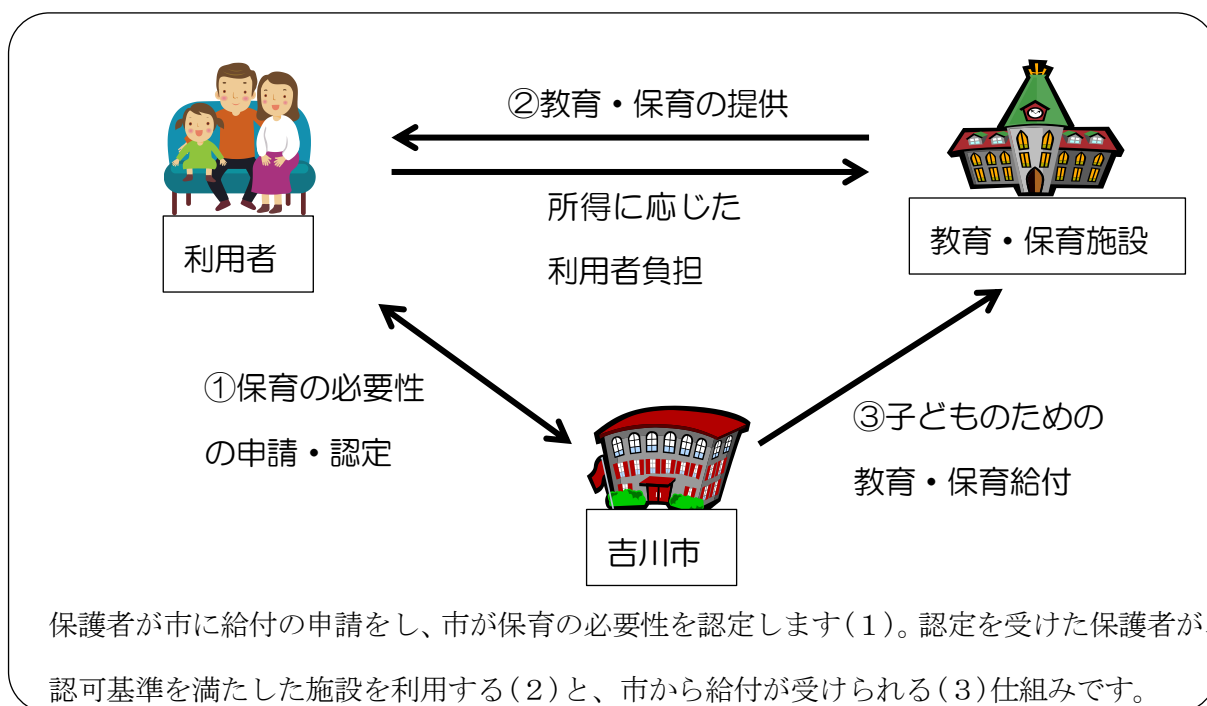 ②教育・保育の提供
所得に応じた
利用者負担
利用者
教育・保育施設
①保育の必要性
の申請・認定
③子どものための
教育・保育給付
吉川市
保護者が市に給付の申請をし、市が保育の必要性を認定します(1)。認定を受けた保護者が、
認可基準を満たした施設を利用する(2)と、市から給付が受けられる(3)仕組みです。